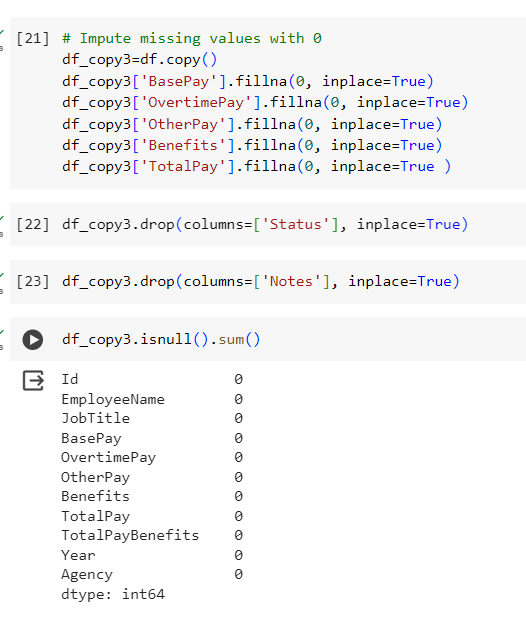 [21] # Impute missing values with 0
df_copy3=df.copy()
df_copy3['BasePay'].fillna(0, inplace=True)
df_copy3['OvertimePay'].fillna(0, inplace=True)
df_copy3['OtherPay'].fillna(0, inplace=True)
df_copy3['Benefits'].fillna(0, inplace=True)
df_copy3['TotalPay'].fillna(0, inplace=True )
[22] df_copy3.drop(columns=['Status'], inplace=True)
[23] df_copy3.drop(columns=['Notes'], inplace=True)
df_copy3.isnull().sum()
Id 0
EmployeeName 0
JobTitle 0
BasePay 0
OvertimePay 0
OtherPay 0
Benefits 0
TotalPay 0
TotalPayBenefits 0
Year 0
Agency 0
dtype: int64